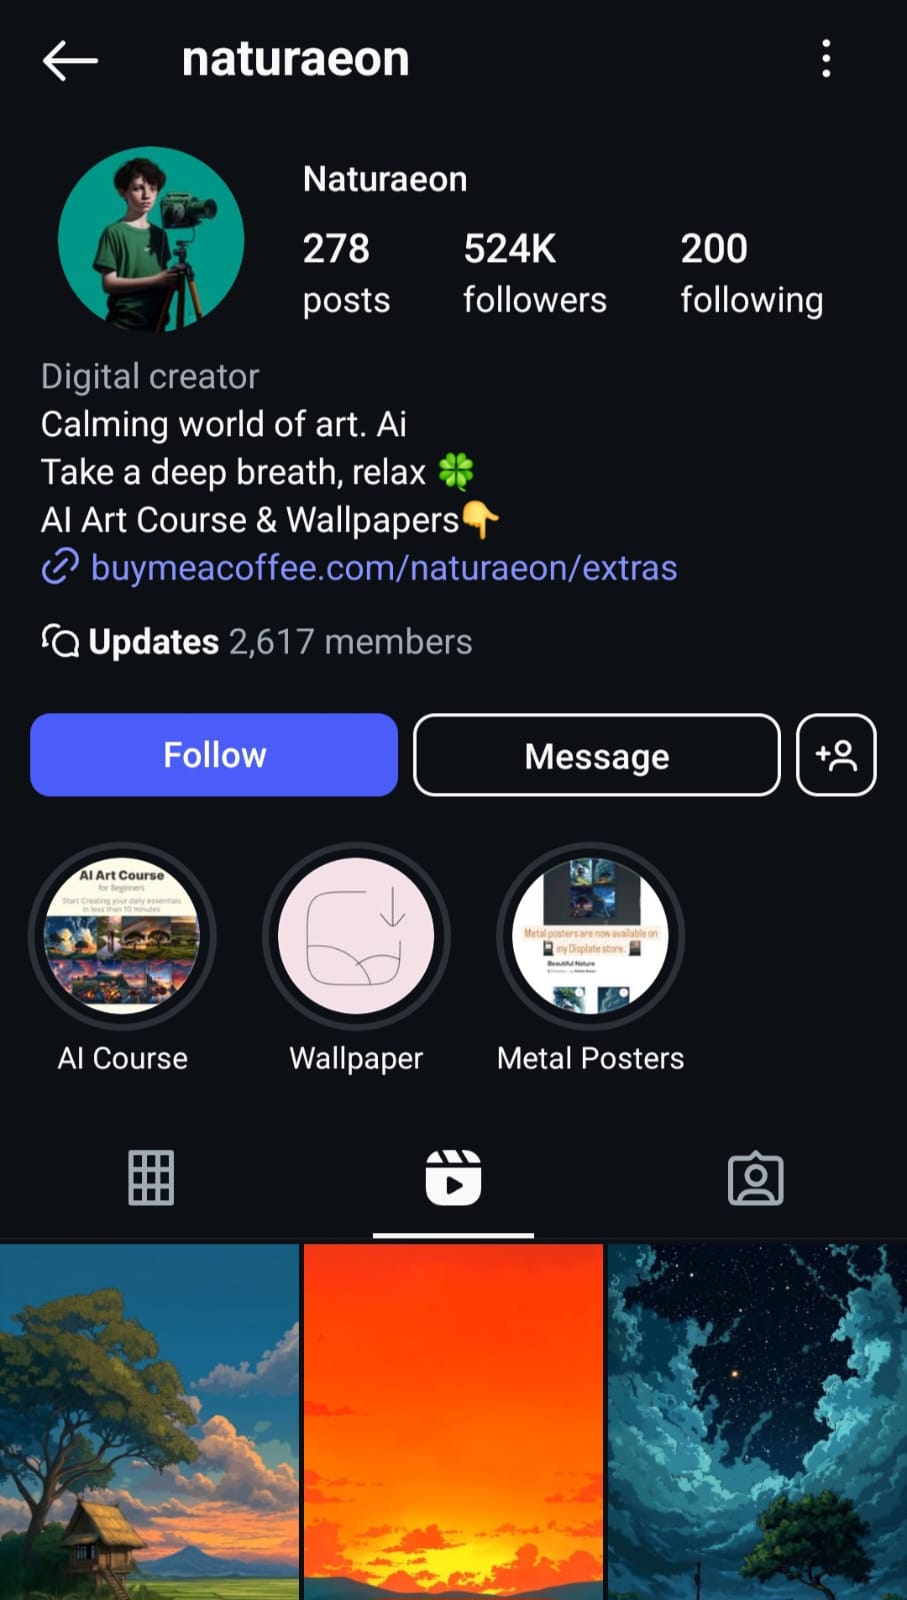 naturaeon
Naturaeon
278 524K 200
posts followers following
Digital creator
Calming world of art. Ai
Take a deep breath, relax 🍀
AI Art Course & Wallpapers👇
buymeacoffee.com/naturaeon/extras
Updates 2,617 members
Follow Message
AI Art Course
for Beginners
Start Creating your daily essentials
in less than 10 minutes
Metal posters are now available on
my Displate store.
Beautiful Nature
AI Course Wallpaper Metal Posters